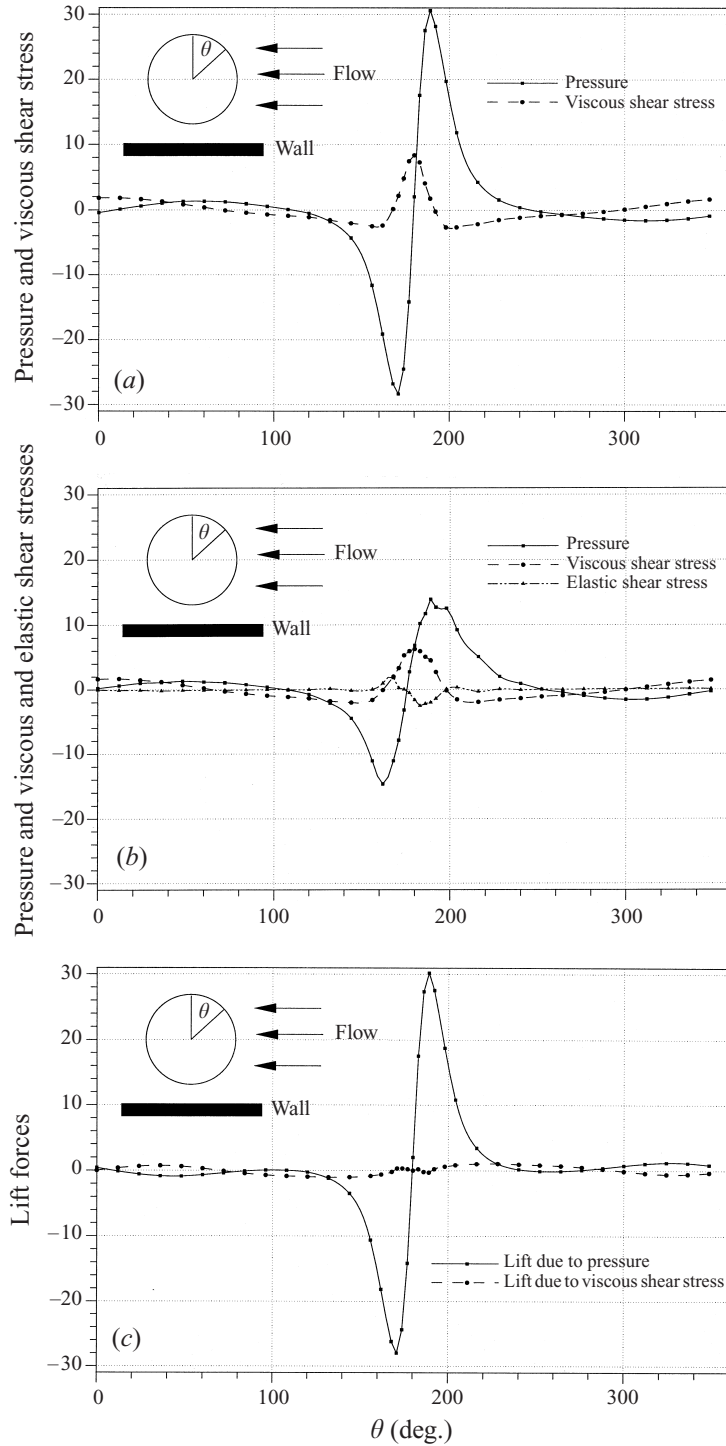 Pressure and viscous shear stress
30
20
10
0
−10
−20
−30
θ
Flow
Wall
Pressure
Viscous shear stress
(a)
0
100
200
300
Pressure and viscous and elastic shear stresses
30
20
10
0
−10
−20
−30
θ
Flow
Wall
Pressure
Viscous shear stress
Elastic shear stress
(b)
0
100
200
300
Lift forces
30
20
10
0
−10
−20
−30
θ
Flow
Wall
Lift due to pressure
Lift due to viscous shear stress
(c)
0
100
200
300
θ (deg.)